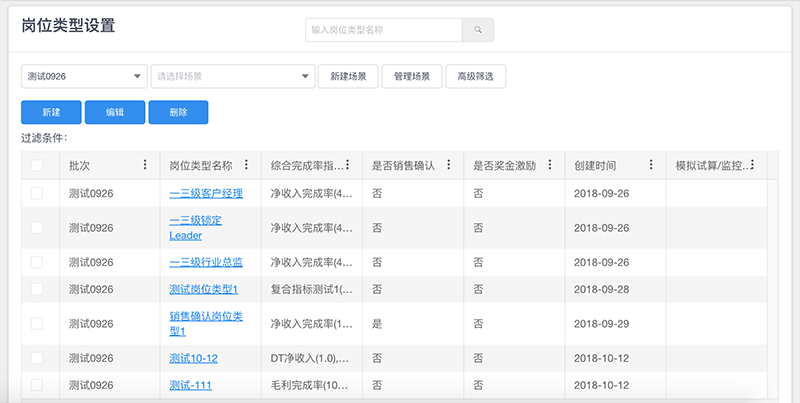 岗位类型设置
输入岗位类型名称
测试0926 请选择场景 新建场景 管理场景 高级筛选
新建 编辑 删除
过滤条件：
批次 岗位类型名称 综合完成率指... 是否销售确认 是否奖金激励 创建时间 模拟试算/监控...
测试0926 一三级客户经理 净收入完成率(4... 否 否 2018-09-26
测试0926 一三级锁定 净收入完成率(4... 否 否 2018-09-26
Leader
测试0926 一三级行业总监 净收入完成率(4... 否 否 2018-09-26
测试0926 测试岗位类型1 复合指标测试1(... 否 否 2018-09-28
测试0926 销售确认岗位类 净收入完成率(1... 是 否 2018-09-29
型1
测试0926 测试10-12 DT净收入(1.0),... 否 否 2018-10-12
测试0926 测试-111 毛利完成率(10... 否 否 2018-10-12